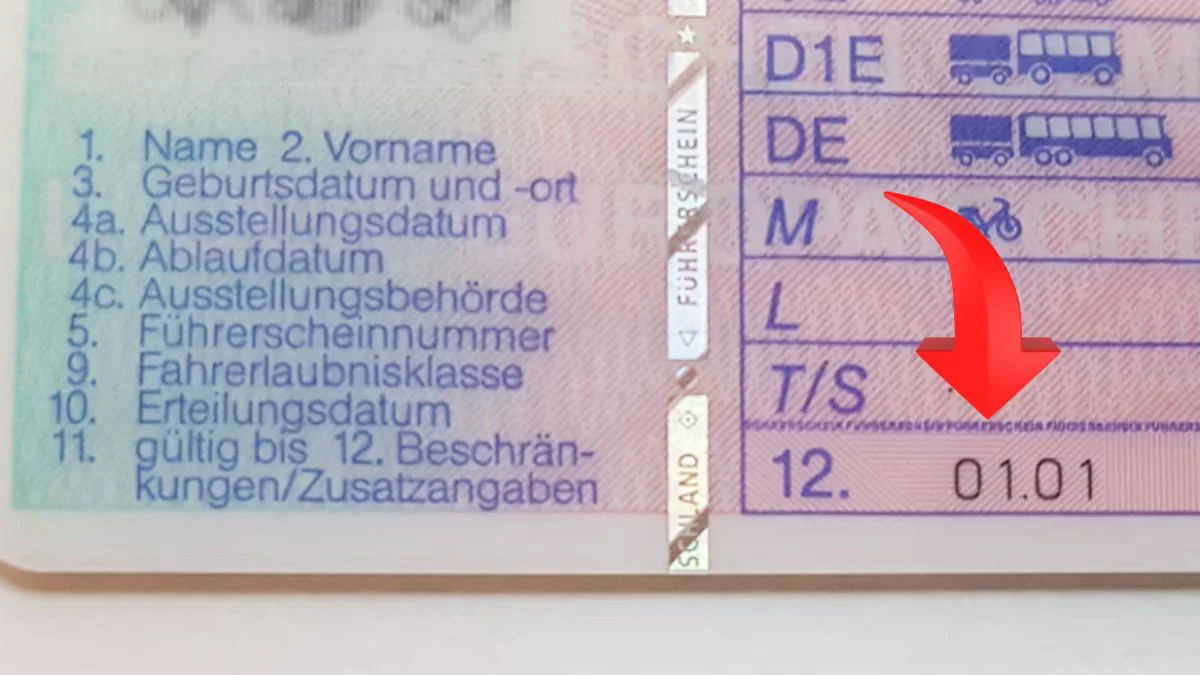 1. Name 2. Vorname
3. Geburtsdatum und -ort
4a. Ausstellungsdatum
4b. Ablaufdatum
4c. Ausstellungsbehörde
5. Führerscheinnummer
9. Fahrerlaubnisklasse
10. Erteilungsdatum
11. gültig bis 12. Beschrän-
kungen/Zusatzangaben
FÜHRERSCHEIN
SCHLAND
D1E
DE
M
L
T/S
12. 01.01